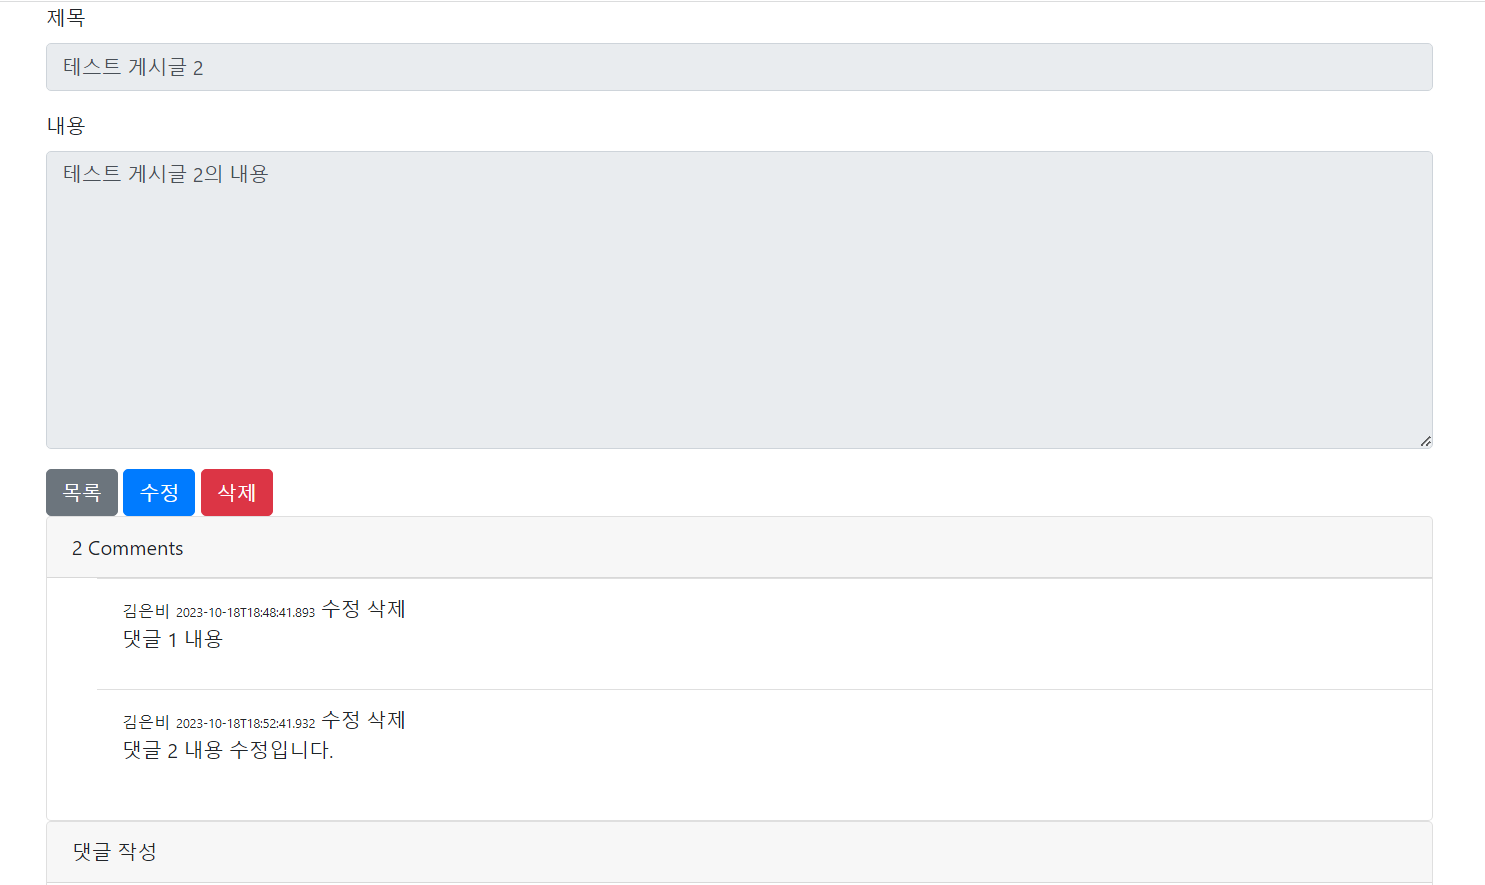 제목
테스트 게시글 2
내용
테스트 게시글 2의 내용
목록 수정 삭제
2 Comments
김은비 2023-10-18T18:48:41.893 수정 삭제
댓글 1 내용
김은비 2023-10-18T18:52:41.932 수정 삭제
댓글 2 내용 수정입니다.
댓글 작성